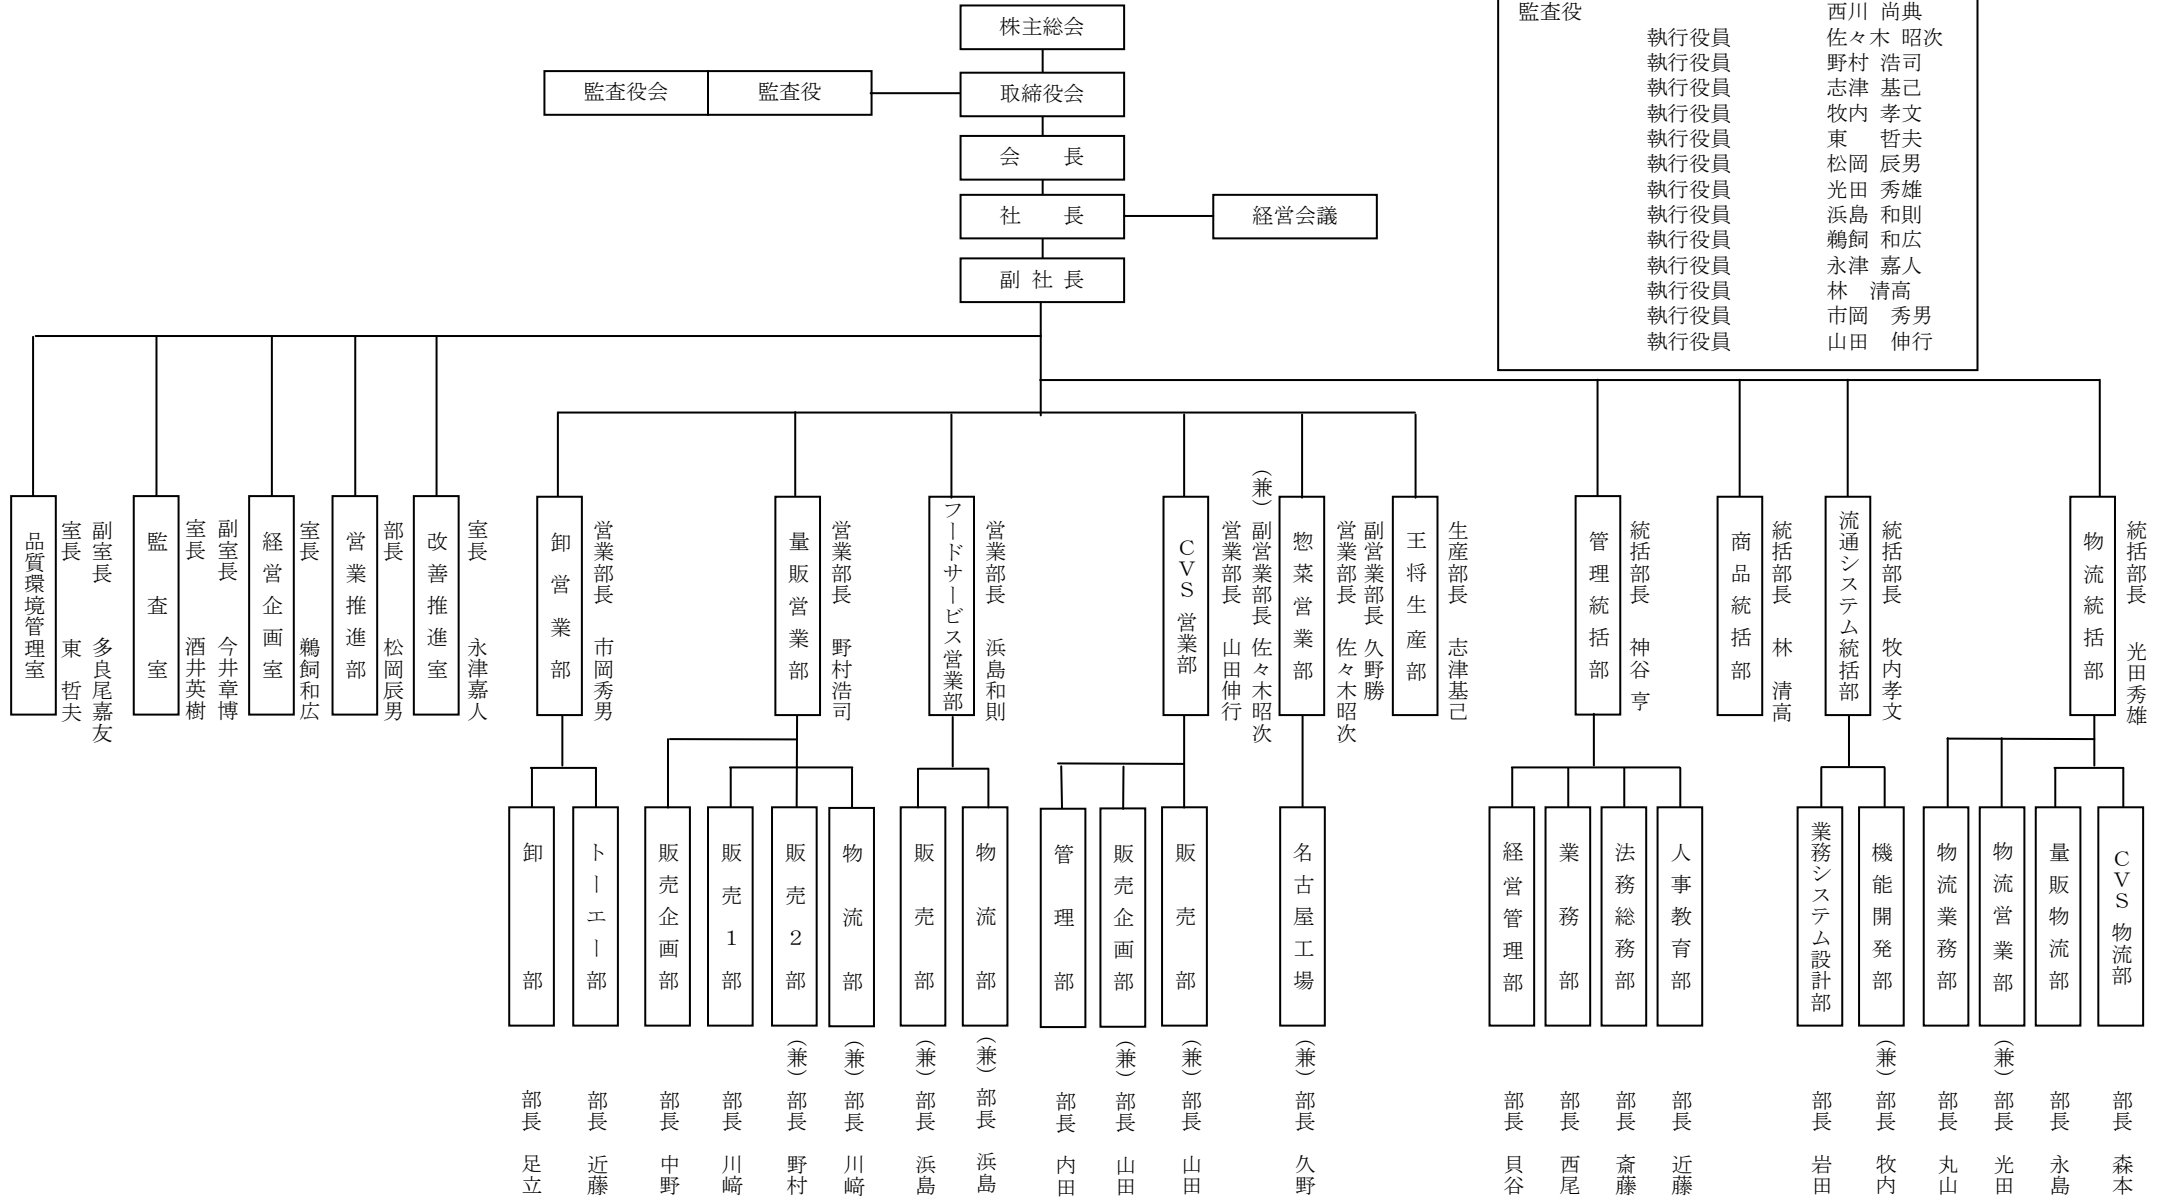 株主総会
監査役会 監査役
取締役会
会 長
社 長
経営会議
副 社 長
監査役 西川 尚典
執行役員 佐々木 昭次
執行役員 野村 浩司
執行役員 志津 基己
執行役員 牧内 孝文
執行役員 東 哲夫
執行役員 松岡 辰男
執行役員 光田 秀雄
執行役員 浜島 和則
執行役員 鵜飼 和広
執行役員 永津 嘉人
執行役員 林 清高
執行役員 市岡 秀男
執行役員 山田 伸行
品質環境管理室
室長 東 哲夫
副室長 多良尾嘉友
監 査 室
室長 酒井英樹
副室長 今井章博
経営企画室
室長 鵜飼和広
営業推進部
部長 松岡辰男
改善推進室
室長 永津嘉人
卸営業部
営業部長 市岡秀男
量販営業部
営業部長 野村浩司
フードサービス営業部
営業部長 浜島和則
CVS 営業部
営業部長 山田伸行
(兼) 副営業部長 佐々木昭次
惣菜営業部
営業部長 佐々木昭次
副営業部長 久野勝
王将生産部
生産部長 志津基己
管理統括部
統括部長 神谷 亨
商品統括部
統括部長 林 清高
流通システム統括部
統括部長 牧内孝文
物流統括部
統括部長 光田秀雄
卸 部
部長 足立
トーエー部
部長 近藤
販売企画部
部長 中野
販売1部
部長 川﨑
販売2部
(兼) 部長 野村
物流部
(兼) 部長 川﨑
販売部
(兼) 部長 浜島
物流部
(兼) 部長 浜島
管理部
部長 内田
販売企画部
(兼) 部長 山田
販売部
(兼) 部長 山田
名古屋工場
(兼) 部長 久野
経営管理部
部長 貝谷
業務部
部長 西尾
法務総務部
部長 斎藤
人事教育部
部長 近藤
業務システム設計部
部長 岩田
機能開発部
(兼) 部長 牧内
物流業務部
部長 丸山
物流営業部
(兼) 部長 光田
量販物流部
部長 永島
CVS 物流部
部長 森本